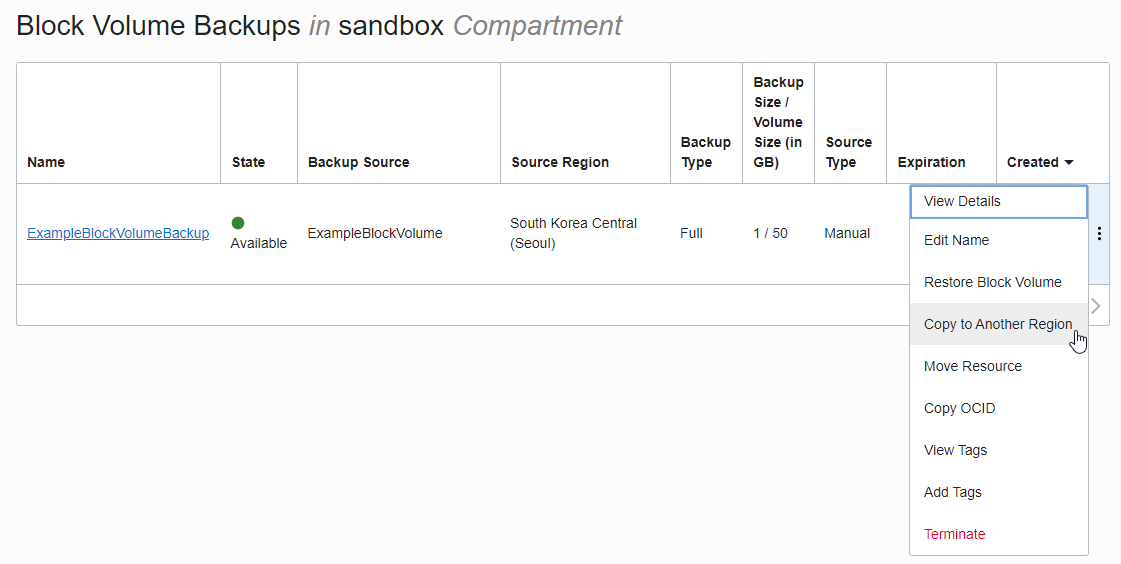 Block Volume Backups in sandbox Compartment
Name
State
Backup Source
Source Region
Backup
Type
Backup
Size /
Volume
Size (in
GB)
Source
Type
Expiration
Created
ExampleBlockVolumeBackup
Available
ExampleBlockVolume
South Korea Central
(Seoul)
Full
1 / 50
Manual
View Details
Edit Name
Restore Block Volume
Copy to Another Region
Move Resource
Copy OCID
View Tags
Add Tags
Terminate